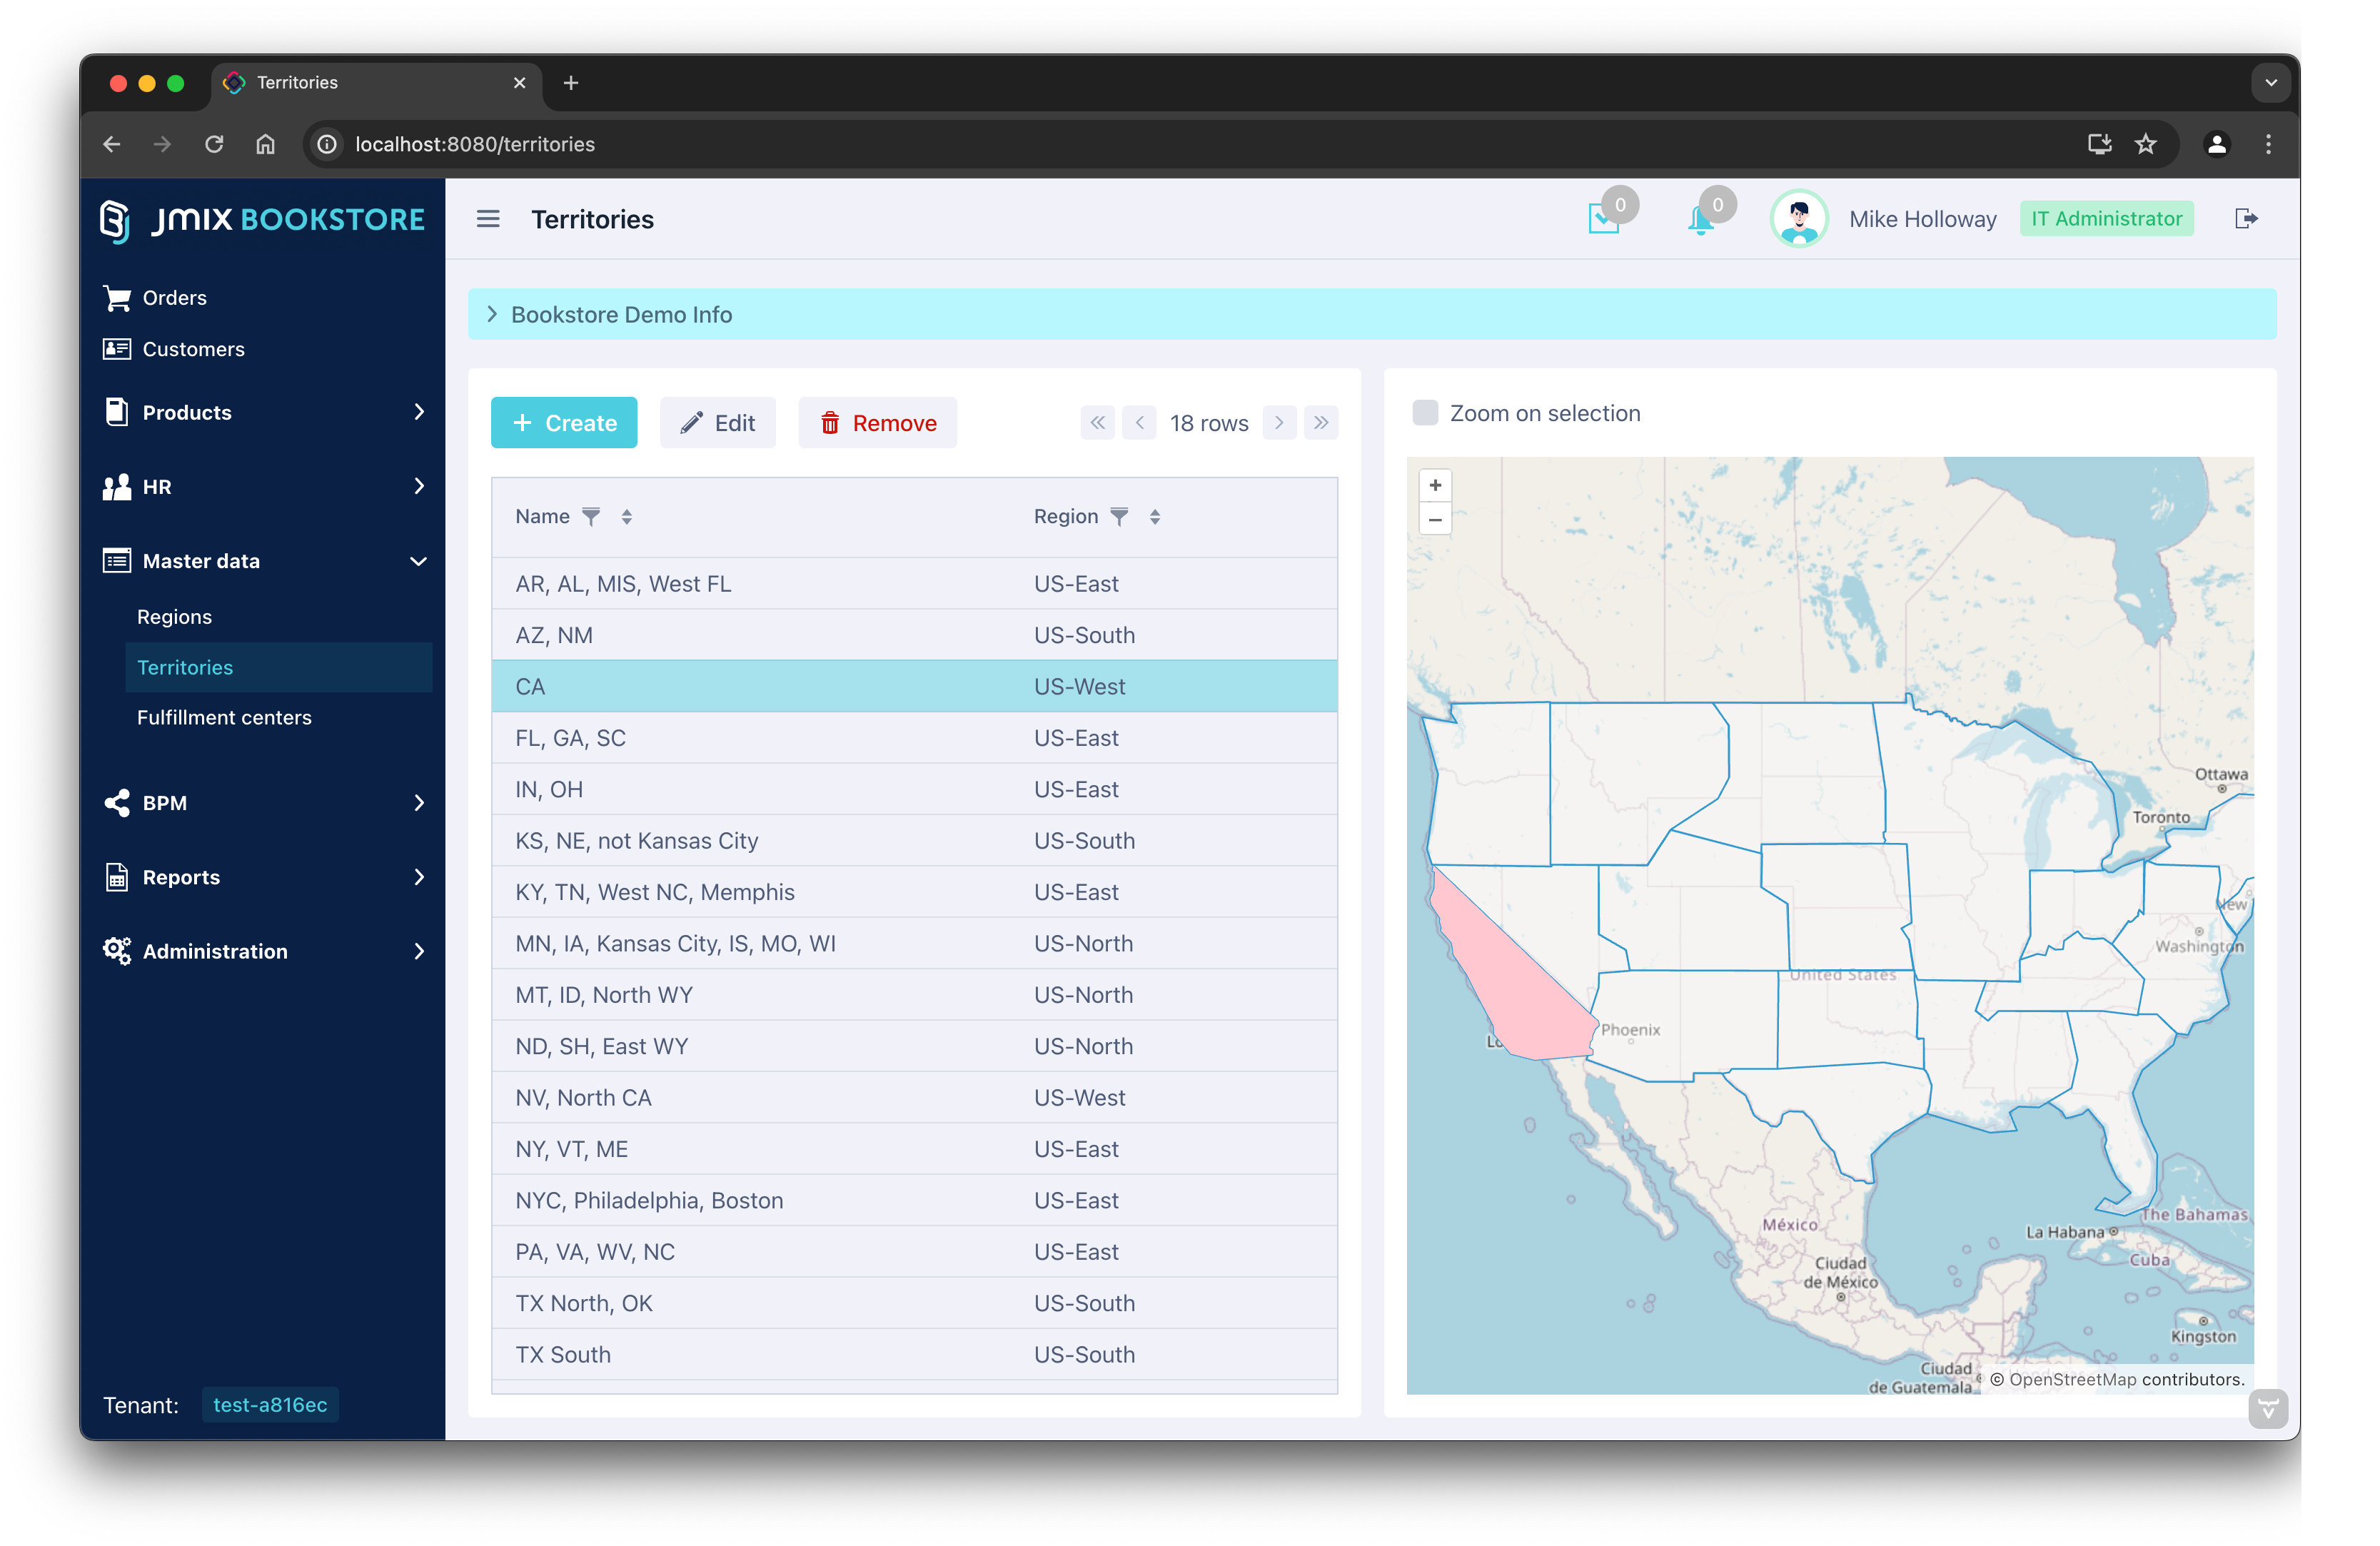 Territories
localhost:8080/territories
JMIX BOOKSTORE
Territories
0
0
Mike Holloway
IT Administrator
Orders
Customers
Products
HR
Master data
Regions
Territories
Fulfillment centers
BPM
Reports
Administration
Tenant: test-a816ec
Bookstore Demo Info
+ Create
Edit
Remove
18 rows
Name
Region
AR, AL, MIS, West FL US-East
AZ, NM US-South
CA US-West
FL, GA, SC US-East
IN, OH US-East
KS, NE, not Kansas City US-South
KY, TN, West NC, Memphis US-East
MN, IA, Kansas City, IS, MO, WI US-North
MT, ID, North WY US-North
ND, SH, East WY US-North
NV, North CA US-West
NY, VT, ME US-East
NYC, Philadelphia, Boston US-East
PA, VA, WV, NC US-East
TX North, OK US-South
TX South US-South
Zoom on selection
+
–
Ottawa
Toronto
New
Washington
United States
Phoenix
Lo
The Bahamas
México
La Habana
Cuba
Ciudad
de México
Kingston
Ciudad
de Guatemala
© OpenStreetMap contributors.